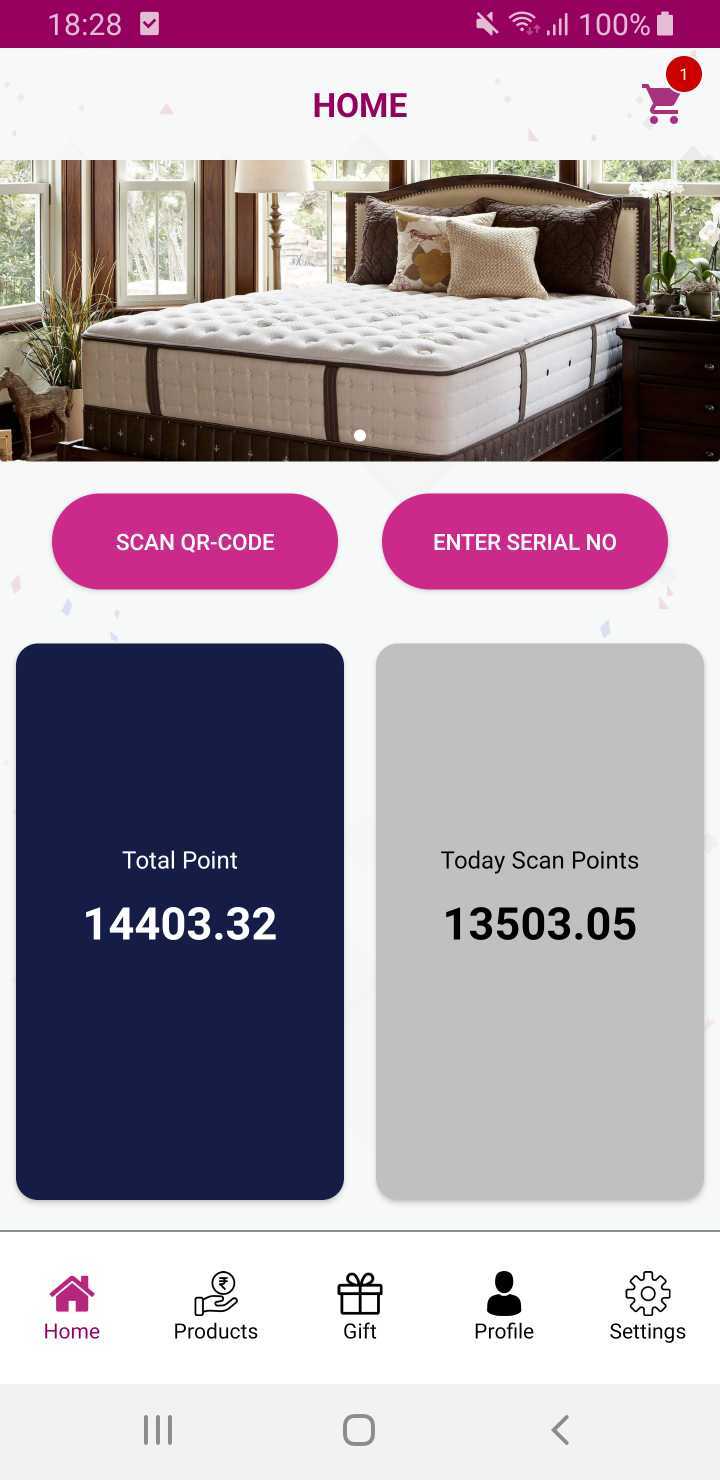 18:28 100%
HOME
1
SCAN QR-CODE
ENTER SERIAL NO
Total Point
14403.32
Today Scan Points
13503.05
₹
Home
Products
Gift
Profile
Settings